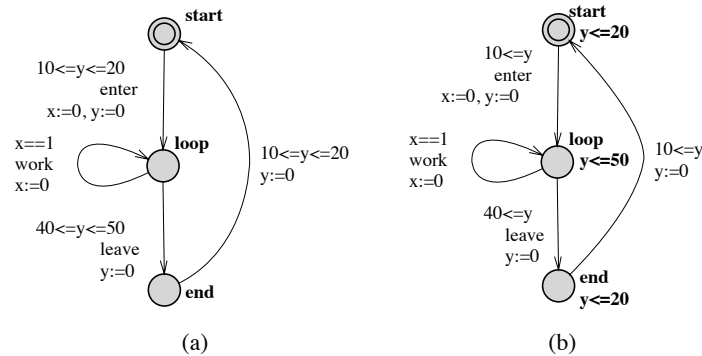 start
10<=y<=20
enter
x:=0, y:=0
loop
x==1
work
x:=0
10<=y<=20
y:=0
40<=y<=50
leave
y:=0
end
(a)
start
y<=20
10<=y
enter
x:=0, y:=0
loop
y<=50
x==1
work
x:=0
10<=y
y:=0
40<=y
leave
y:=0
end
y<=20
(b)